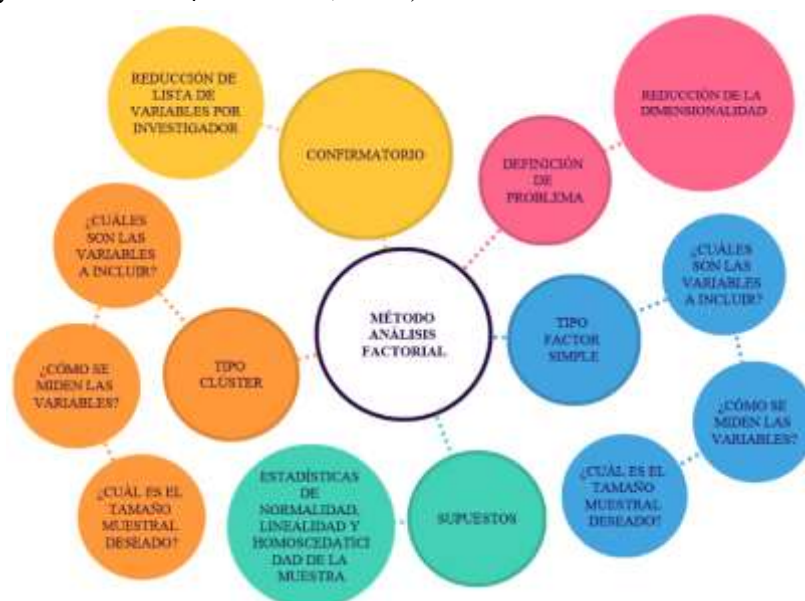 REDUCCIÓN DE
LISTA DE
VARIABLES POR
INVESTIGADOR
CONFIRMATORIO
REDUCCIÓN DE LA
DIMENSIONALIDAD
DEFINICIÓN
DE
PROBLEMA
¿CUÁLES
SON LAS
VARIABLES
A INCLUIR?
¿CÓMO SE
MIDEN LAS
VARIABLES?
¿CUÁL ES EL
TAMAÑO
MUESTRAL
DESEADO?
TIPO
CLÚSTER
MÉTODO
ANÁLISIS
FACTORIAL
TIPO
FACTOR
SIMPLE
¿CUÁLES
SON LAS
VARIABLES
A INCLUIR?
¿CÓMO SE
MIDEN LAS
VARIABLES?
¿CUÁL ES EL
TAMAÑO
MUESTRAL
DESEADO?
ESTADÍSTICAS
DE
NORMALIDAD,
LINEALIDAD Y
HOMOSCEDATICI
DAD DE LA
MUESTRA
SUPUESTOS